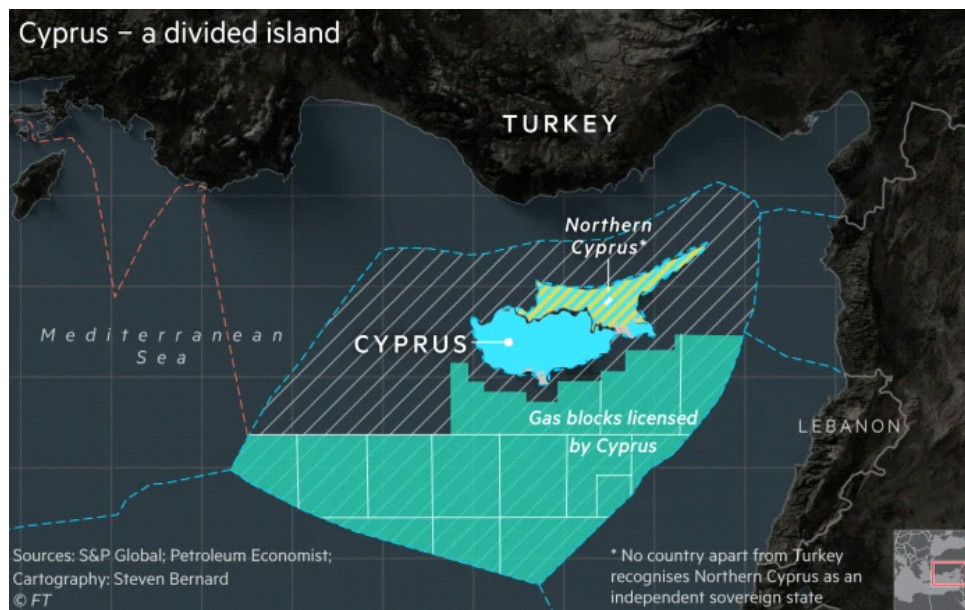 Cyprus – a divided island
TURKEY
Northern
Cyprus*
CYPRUS
Mediterranean
Sea
Gas blocks licensed
by Cyprus
LEBANON
Sources: S&P Global; Petroleum Economist;
Cartography: Steven Bernard
© FT
* No country apart from Turkey
recognises Northern Cyprus as an
independent sovereign state